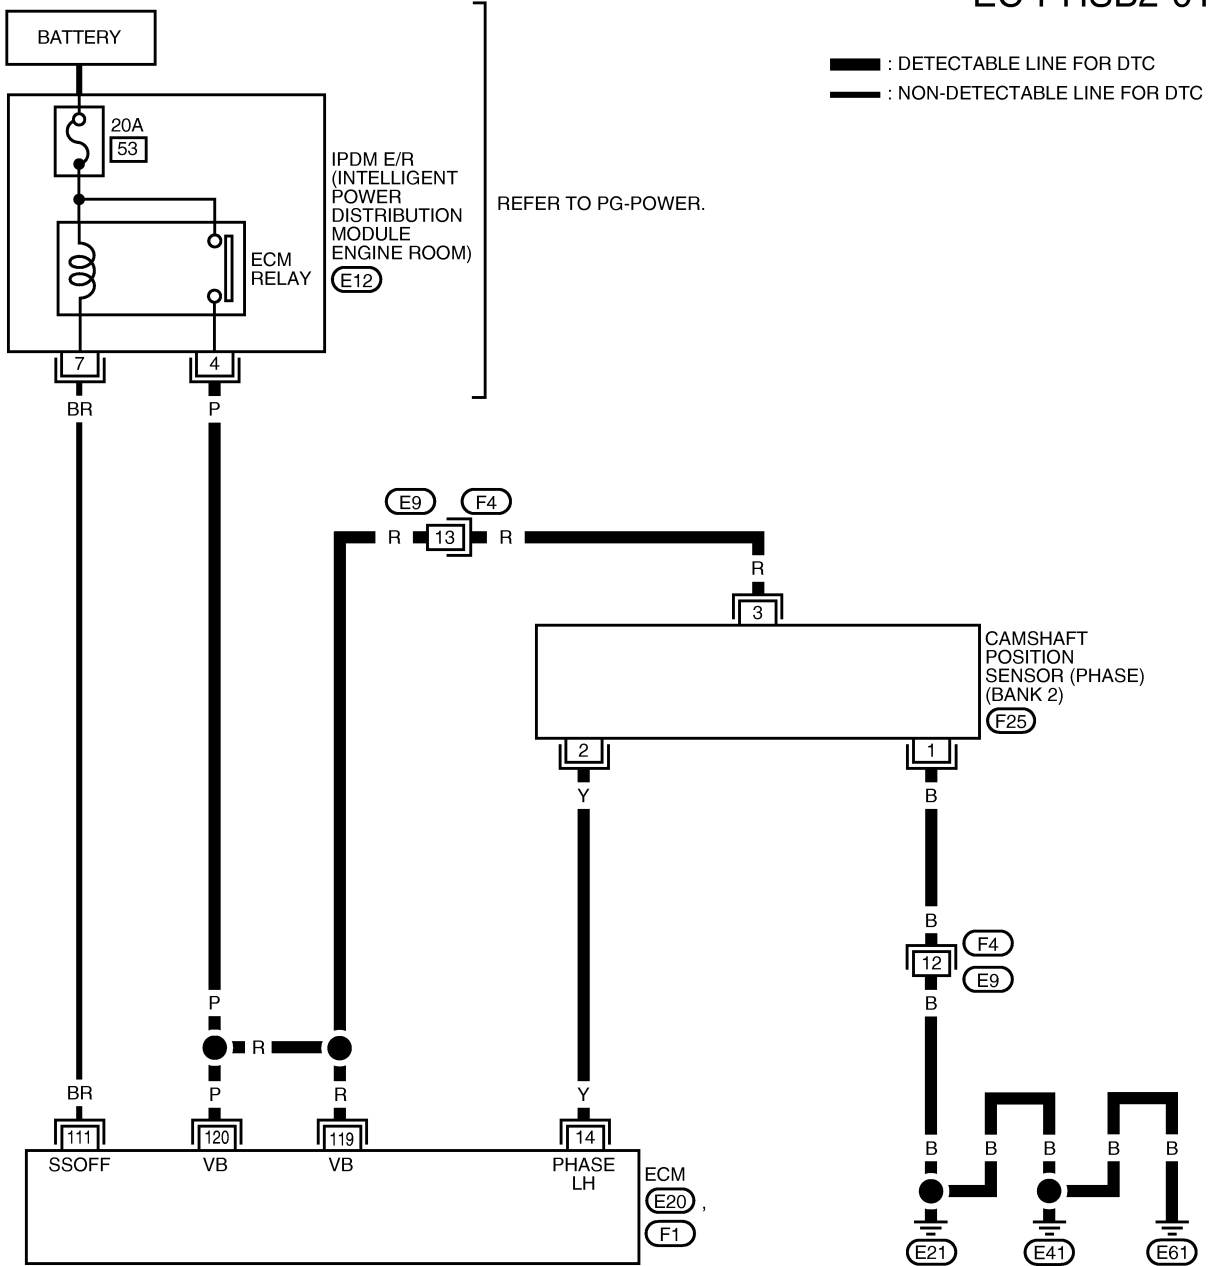 BATTERY
: DETECTABLE LINE FOR DTC
: NON-DETECTABLE LINE FOR DTC
20A
53
IPDM E/R
(INTELLIGENT
POWER
DISTRIBUTION
MODULE
ENGINE ROOM)
E12
REFER TO PG-POWER.
ECM
RELAY
7
4
BR
P
E9
F4
R
13
R
R
3
CAMSHAFT
POSITION
SENSOR (PHASE)
(BANK 2)
F25
2
1
Y
B
B
F4
12
E9
P
B
R
BR
P
R
Y
111
120
119
14
B
B
B
B
B
SSOFF
VB
VB
PHASE
LH
ECM
E20 ,
F1
E21
E41
E61